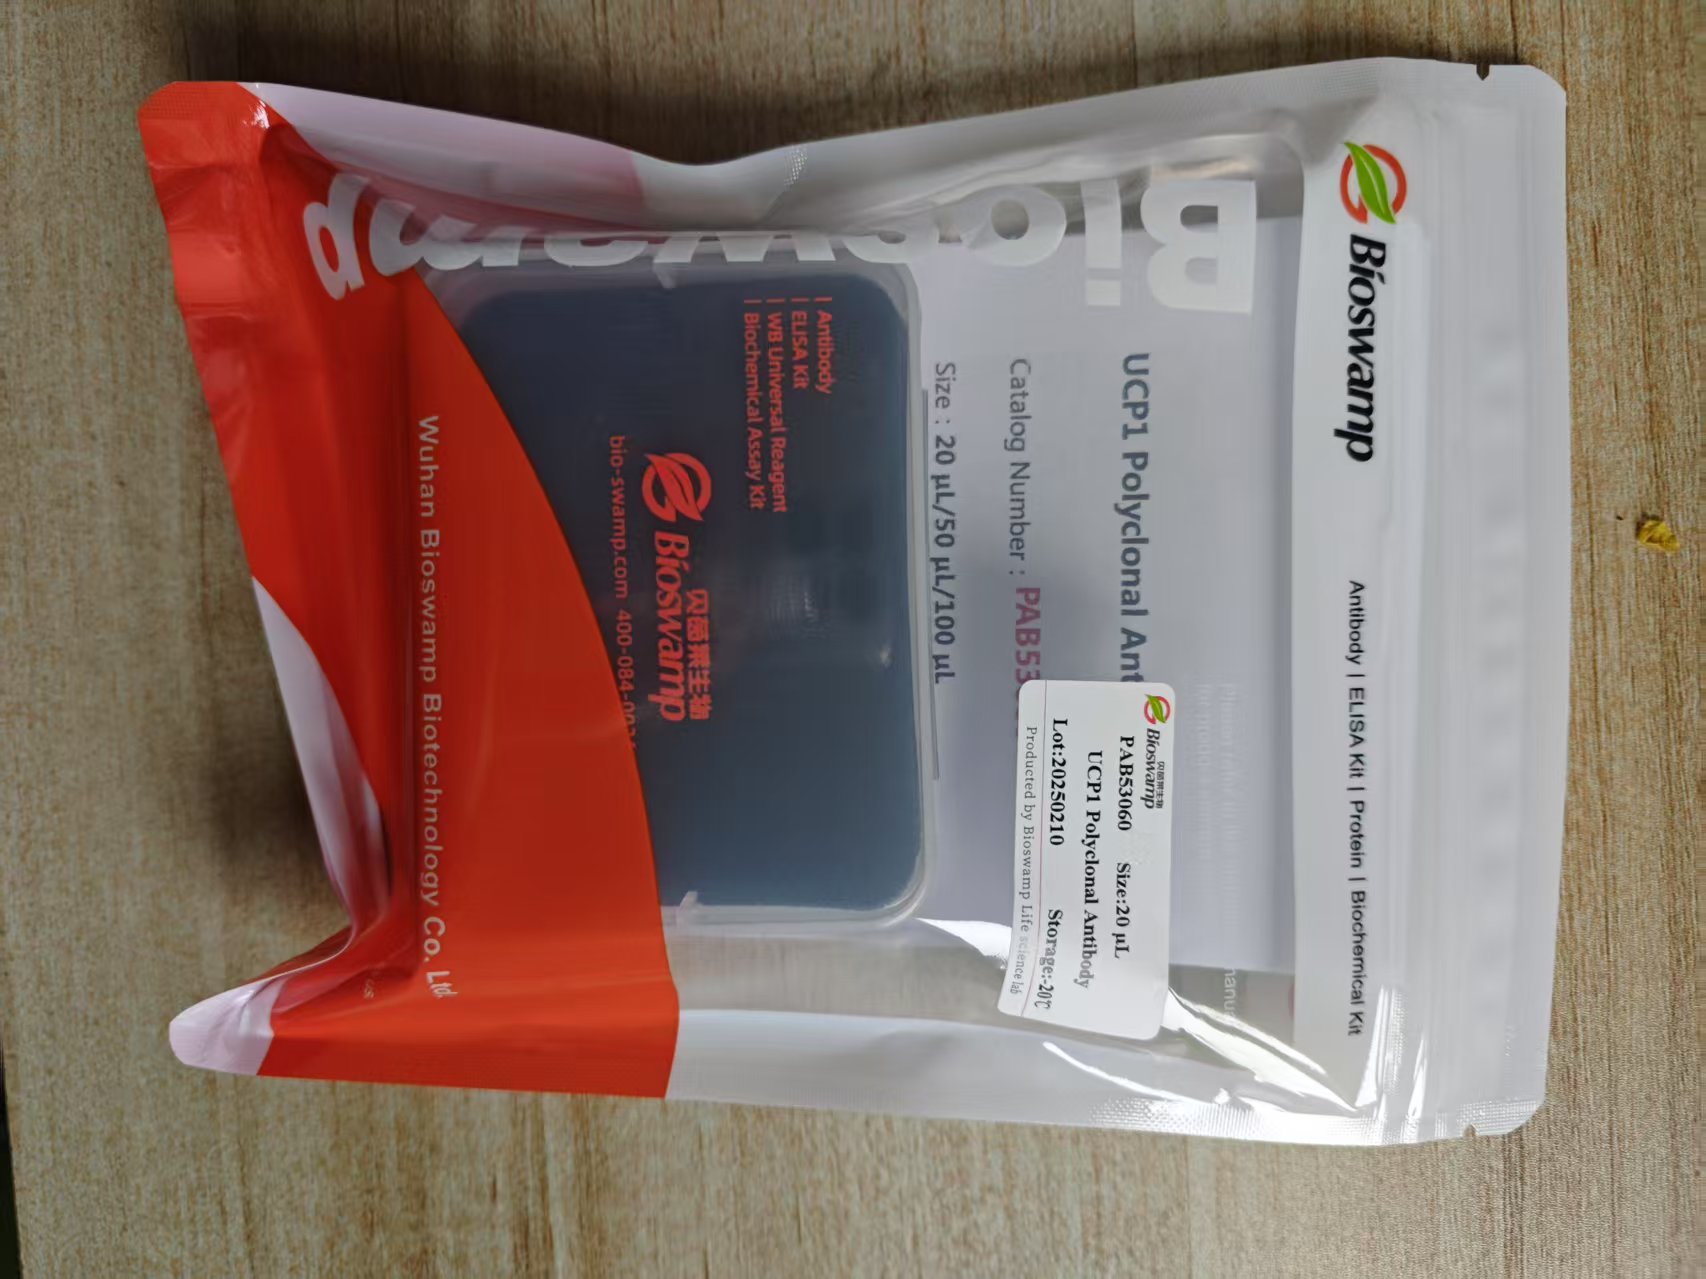 Bioswamp
Antibody | ELISA Kit | Protein | Biochemical Kit
Bioswamp
UCP1 Polyclonal Ant
Catalog Number : PAB53
Size : 20 μL/50 μL/100 μL
贝茵莱生物
Bioswamp
PAB53060 Size:20 μL
UCP1 Polyclonal Antibody
Lot:20250210 Storage:-20℃
Producted by Bioswamp Life science lab
| Antibody
| ELISA Kit
| WB Universal Reagent
| Biochemical Assay Kit
贝茵莱生物
Bioswamp
bio-swamp.com 400-084-00
Wuhan Bioswamp Biotechnology Co. Ltd.